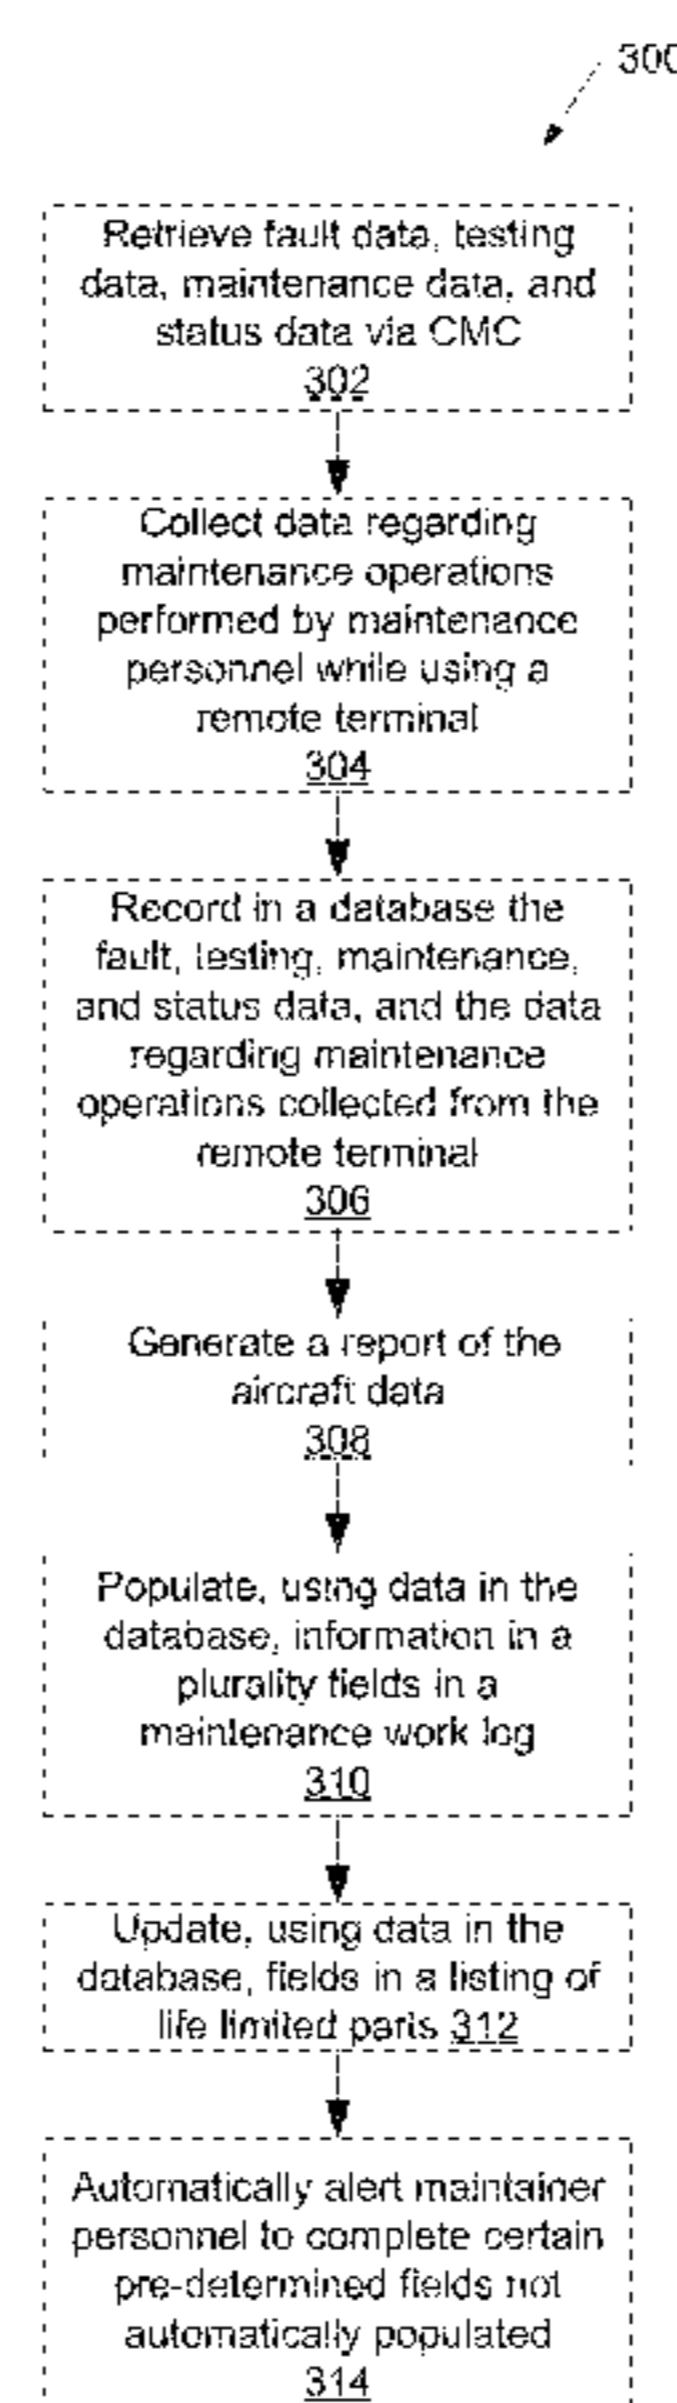 300
Retrieve fault data, testing
data, maintenance data, and
status data via CMC
302
Collect data regarding
maintenance operations
performed by maintenance
personnel while using a
remote terminal
304
Record in a database the
fault, testing, maintenance,
and status data, and the data
regarding maintenance
operations collected from the
remote terminal
306
Generate a report of the
aircraft data
308
Populate, using data in the
database, information in a
plurality fields in a
maintenance work log
310
Update, using data in the
database, fields in a listing of
life limited parts 312
Automatically alert maintainer
personnel to complete certain
pre-determined fields not
automatically populated
314